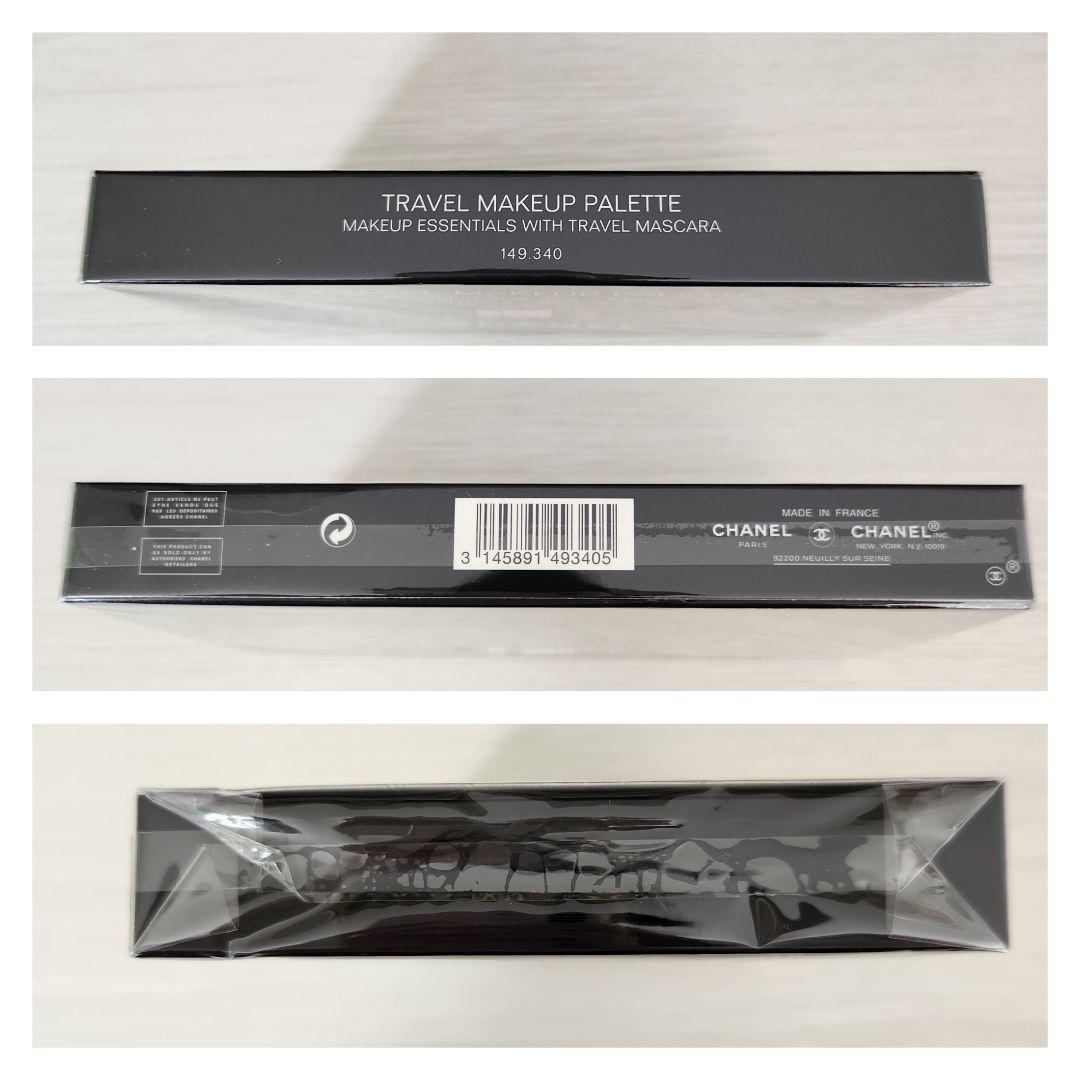 TRAVEL MAKEUP PALETTE
MAKEUP ESSENTIALS WITH TRAVEL MASCARA
149.340
CET ARTICLE NE PEUT
ETRE VENDU QUE
PAR LES DEPOSITAIRES
AGREES CHANEL
THIS PRODUCT CAN
BE SOLD ONLY BY
AUTHORIZED CHANEL
RETAILERS
3 145891 493405
MADE IN FRANCE
CHANEL CHANEL® INC
PARIS NEW YORK, N.Y. 10019
92200 NEUILLY SUR SEINE
®